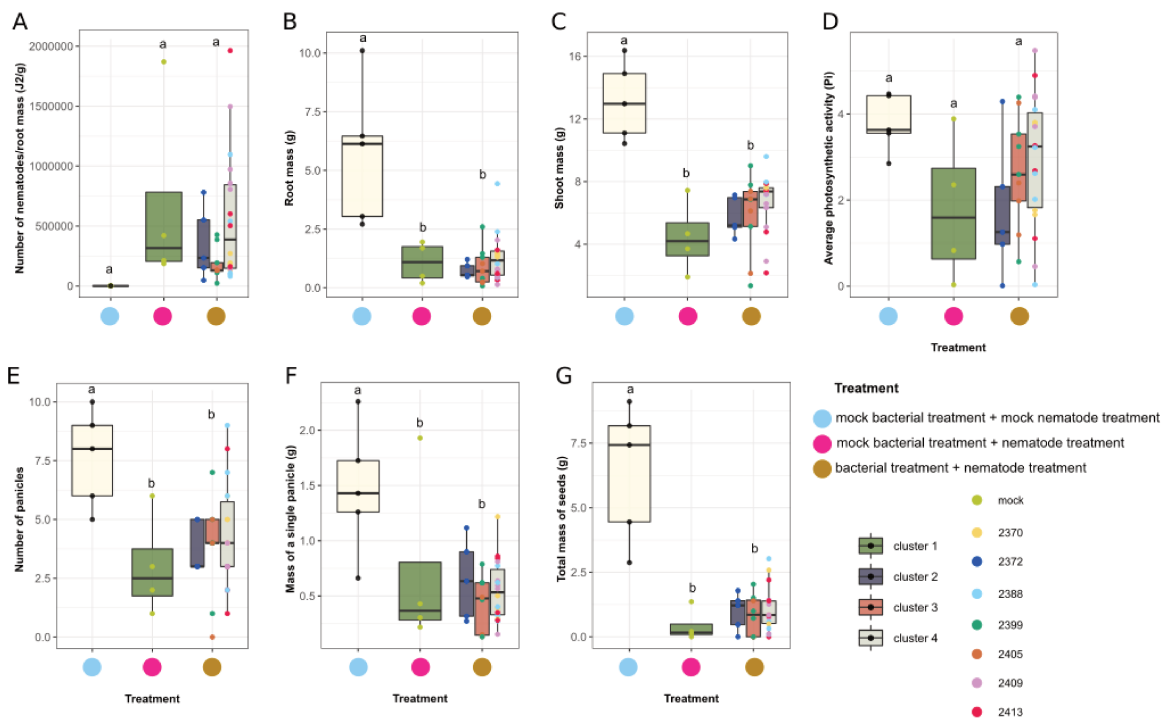 A
Number of nematodes/root mass (J2/g)
2000000
1500000
1000000
500000
0
a
a
a
B
Root mass (g)
10.0
7.5
5.0
2.5
0.0
a
b
b
C
Shoot mass (g)
16
12
8
4
0
a
b
b
D
Average photosynthetic activity (Pi)
4
2
0
a
a
a
Treatment
E
Number of panicles
10.0
7.5
5.0
2.5
0.0
a
b
b
Treatment
F
Mass of a single panicle (g)
2.0
1.5
1.0
0.5
a
b
b
Treatment
G
Total mass of seeds (g)
7.5
5.0
2.5
0.0
a
b
b
Treatment
Treatment
mock bacterial treatment + mock nematode treatment
mock bacterial treatment + nematode treatment
bacterial treatment + nematode treatment
cluster 1
cluster 2
cluster 3
cluster 4
mock
2370
2372
2388
2399
2405
2409
2413